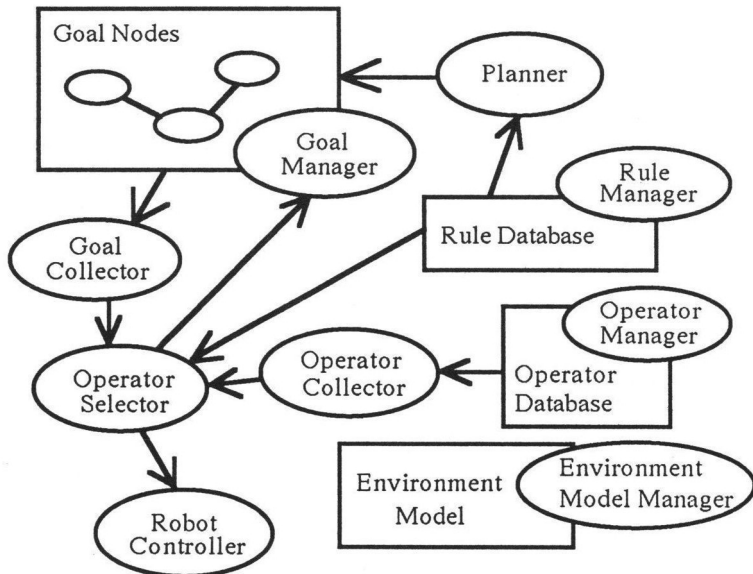 Goal Nodes
Planner
Goal
Manager
Rule
Manager
Rule Database
Goal
Collector
Operator
Manager
Operator
Database
Operator
Collector
Operator
Selector
Environment
Model
Environment
Model Manager
Robot
Controller